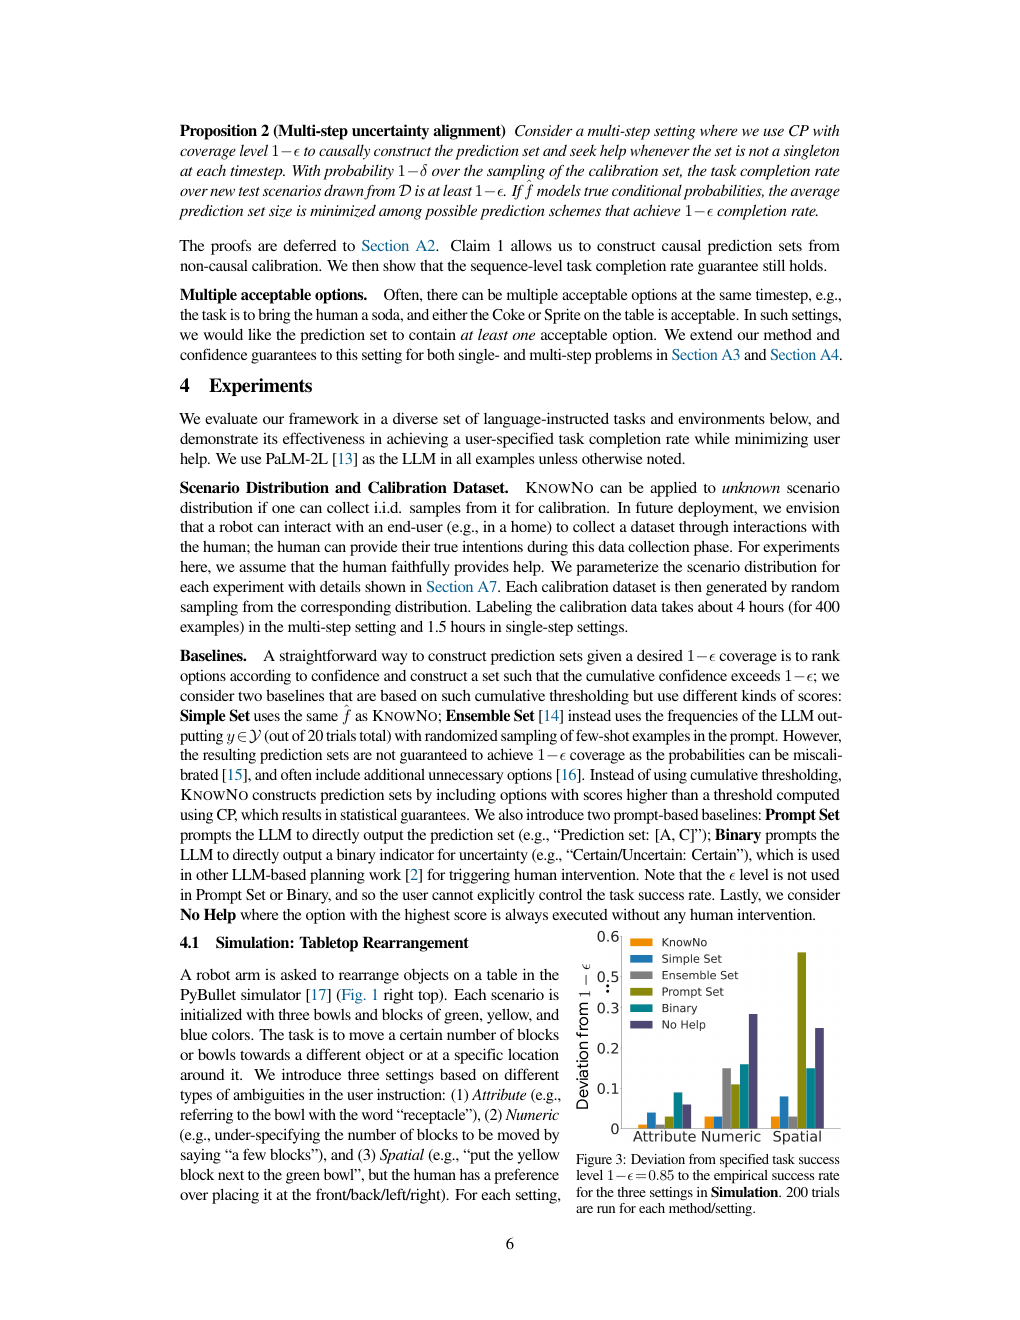 Proposition 2 (Multi-step uncertainty alignment) Consider a multi-step setting where we use CP with
coverage level 1−ϵ to causally construct the prediction set and seek help whenever the set is not a singleton
at each timestep. With probability 1−δ over the sampling of the calibration set, the task completion rate
over new test scenarios drawn from 𝒟 is at least 1−ϵ. If f̂ models true conditional probabilities, the average
prediction set size is minimized among possible prediction schemes that achieve 1−ϵ completion rate.
The proofs are deferred to Section A2. Claim 1 allows us to construct causal prediction sets from
non-causal calibration. We then show that the sequence-level task completion rate guarantee still holds.
Multiple acceptable options. Often, there can be multiple acceptable options at the same timestep, e.g.,
the task is to bring the human a soda, and either the Coke or Sprite on the table is acceptable. In such settings,
we would like the prediction set to contain at least one acceptable option. We extend our method and
confidence guarantees to this setting for both single- and multi-step problems in Section A3 and Section A4.
4 Experiments
We evaluate our framework in a diverse set of language-instructed tasks and environments below, and
demonstrate its effectiveness in achieving a user-specified task completion rate while minimizing user
help. We use PaLM-2L [13] as the LLM in all examples unless otherwise noted.
Scenario Distribution and Calibration Dataset. KNOWNO can be applied to unknown scenario
distribution if one can collect i.i.d. samples from it for calibration. In future deployment, we envision
that a robot can interact with an end-user (e.g., in a home) to collect a dataset through interactions with
the human; the human can provide their true intentions during this data collection phase. For experiments
here, we assume that the human faithfully provides help. We parameterize the scenario distribution for
each experiment with details shown in Section A7. Each calibration dataset is then generated by random
sampling from the corresponding distribution. Labeling the calibration data takes about 4 hours (for 400
examples) in the multi-step setting and 1.5 hours in single-step settings.
Baselines. A straightforward way to construct prediction sets given a desired 1−ϵ coverage is to rank
options according to confidence and construct a set such that the cumulative confidence exceeds 1−ϵ; we
consider two baselines that are based on such cumulative thresholding but use different kinds of scores:
Simple Set uses the same f̂ as KNOWNO; Ensemble Set [14] instead uses the frequencies of the LLM out-
putting y∈𝒴 (out of 20 trials total) with randomized sampling of few-shot examples in the prompt. However,
the resulting prediction sets are not guaranteed to achieve 1−ϵ coverage as the probabilities can be miscali-
brated [15], and often include additional unnecessary options [16]. Instead of using cumulative thresholding,
KNOWNO constructs prediction sets by including options with scores higher than a threshold computed
using CP, which results in statistical guarantees. We also introduce two prompt-based baselines: Prompt Set
prompts the LLM to directly output the prediction set (e.g., “Prediction set: [A, C]”); Binary prompts the
LLM to directly output a binary indicator for uncertainty (e.g., “Certain/Uncertain: Certain”), which is used
in other LLM-based planning work [2] for triggering human intervention. Note that the ϵ level is not used
in Prompt Set or Binary, and so the user cannot explicitly control the task success rate. Lastly, we consider
No Help where the option with the highest score is always executed without any human intervention.
4.1 Simulation: Tabletop Rearrangement
A robot arm is asked to rearrange objects on a table in the
PyBullet simulator [17] (Fig. 1 right top). Each scenario is
initialized with three bowls and blocks of green, yellow, and
blue colors. The task is to move a certain number of blocks
or bowls towards a different object or at a specific location
around it. We introduce three settings based on different
types of ambiguities in the user instruction: (1) Attribute (e.g.,
referring to the bowl with the word “receptacle”), (2) Numeric
(e.g., under-specifying the number of blocks to be moved by
saying “a few blocks”), and (3) Spatial (e.g., “put the yellow
block next to the green bowl”, but the human has a preference
over placing it at the front/back/left/right). For each setting,
Deviation from 1 − ϵ
0.6
0.5
0.3
0.2
0.1
0
KnowNo
Simple Set
Ensemble Set
Prompt Set
Binary
No Help
Attribute Numeric Spatial
Figure 3: Deviation from specified task success
level 1−ϵ=0.85 to the empirical success rate
for the three settings in Simulation. 200 trials
are run for each method/setting.
6